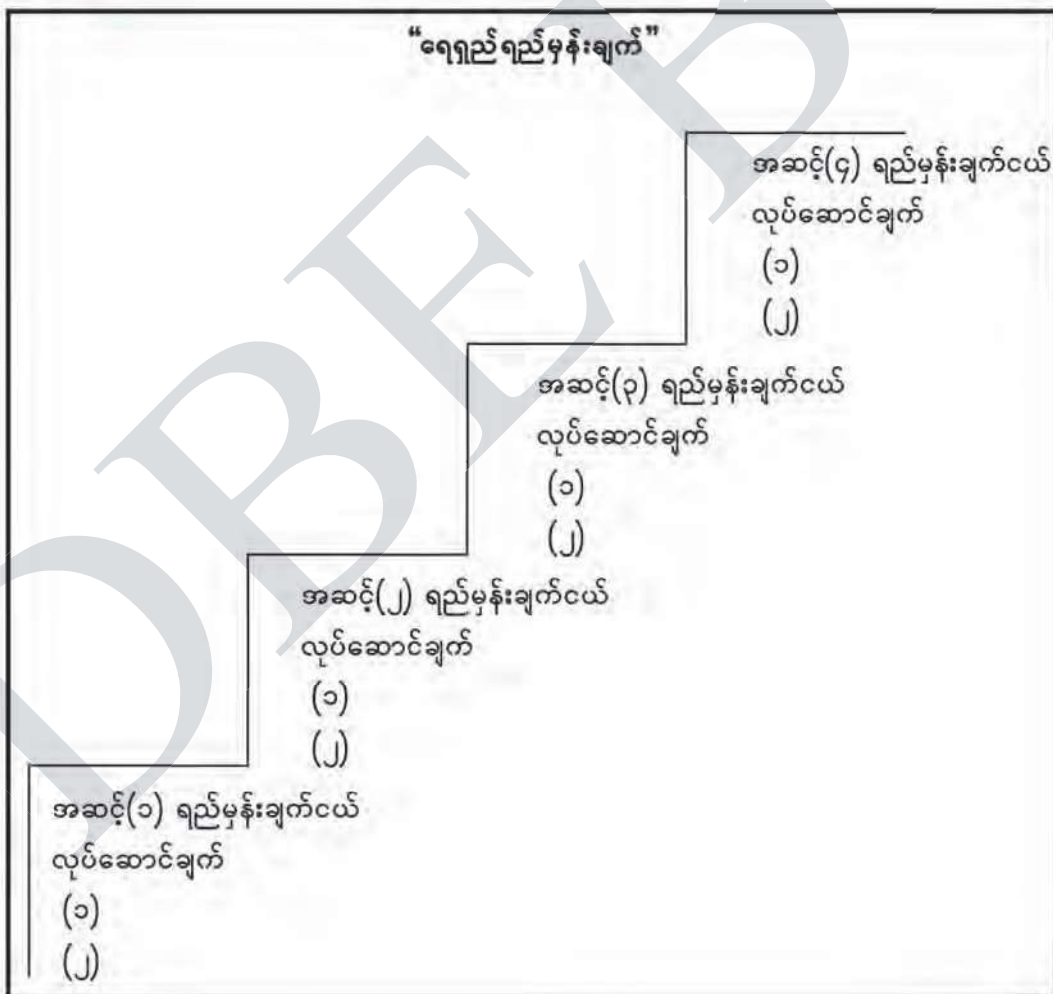 “ရေရှည်ရည်မှန်းချက်”
အဆင့်(၄) ရည်မှန်းချက်ငယ်
လုပ်ဆောင်ချက်
(၁)
(၂)
အဆင့်(၃) ရည်မှန်းချက်ငယ်
လုပ်ဆောင်ချက်
(၁)
(၂)
အဆင့်(၂) ရည်မှန်းချက်ငယ်
လုပ်ဆောင်ချက်
(၁)
(၂)
အဆင့်(၁) ရည်မှန်းချက်ငယ်
လုပ်ဆောင်ချက်
(၁)
(၂)
DBE